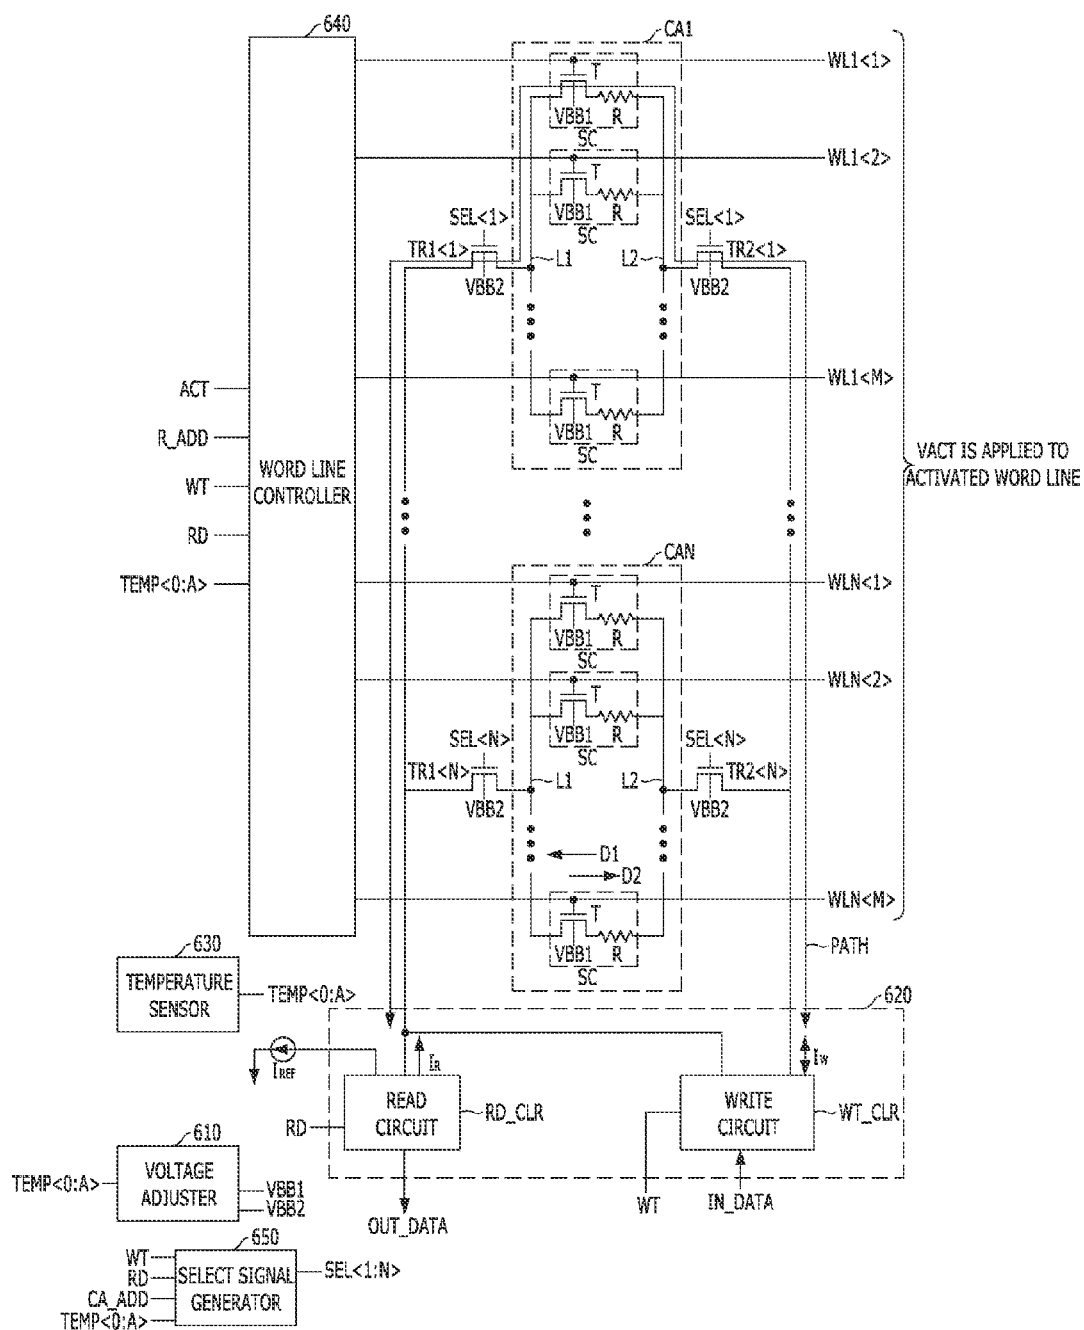 640
CA1
WL1<1>
T
VBB1
R
SC
WL1<2>
T
VBB1
R
SC
SEL<1>
SEL<1>
TR1<1>
L1
L2
TR2<1>
VBB2
VBB2
WL1<M>
T
VBB1
R
SC
ACT
R_ADD
WT
RD
TEMP<0:A>
WORD LINE
CONTROLLER
VACT IS APPLIED TO
ACTIVATED WORD LINE
CAN
WLN<1>
T
VBB1
R
SC
WLN<2>
T
VBB1
R
SC
SEL<N>
SEL<N>
TR1<N>
L1
L2
TR2<N>
VBB2
VBB2
D1
D2
WLN<M>
T
VBB1
R
SC
PATH
630
TEMPERATURE
SENSOR
TEMP<0:A>
620
IREF
IR
IW
READ
CIRCUIT
RD_CLR
RD
WRITE
CIRCUIT
WT_CLR
WT
IN_DATA
OUT_DATA
610
TEMP<0:A>
VOLTAGE
ADJUSTER
VBB1
VBB2
650
WT
RD
CA_ADD
TEMP<0:A>
SELECT SIGNAL
GENERATOR
SEL<1:N>